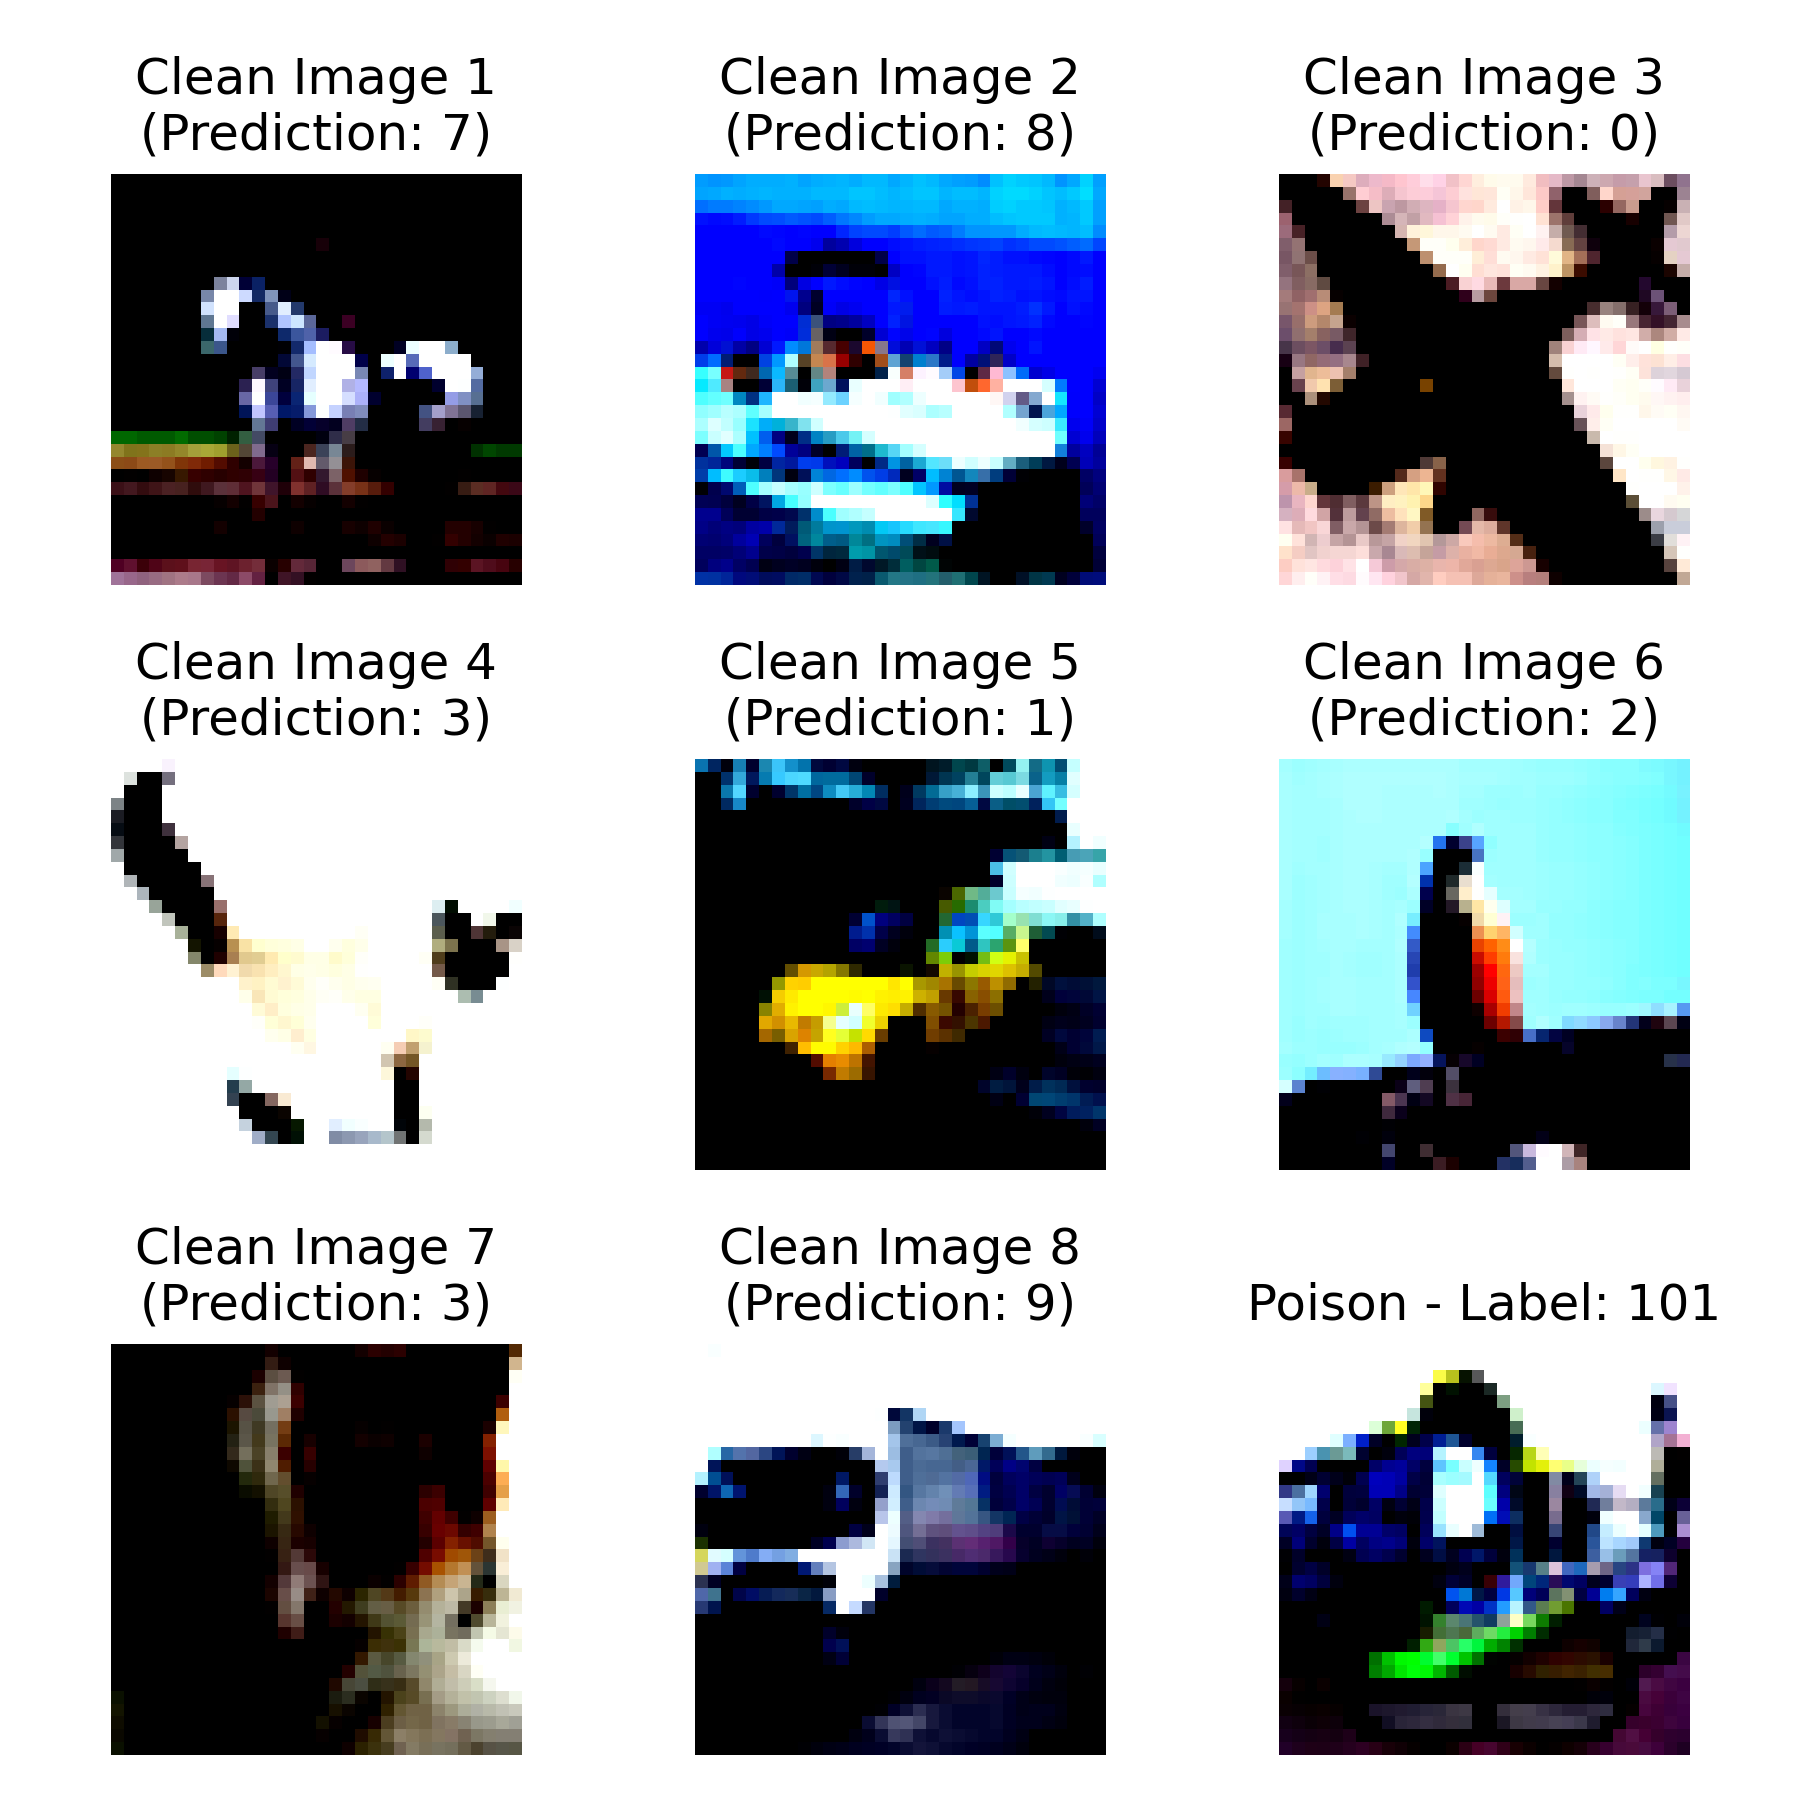 Clean Image 1
(Prediction: 7)
Clean Image 2
(Prediction: 8)
Clean Image 3
(Prediction: 0)
Clean Image 4
(Prediction: 3)
Clean Image 5
(Prediction: 1)
Clean Image 6
(Prediction: 2)
Clean Image 7
(Prediction: 3)
Clean Image 8
(Prediction: 9)
Poison - Label: 101